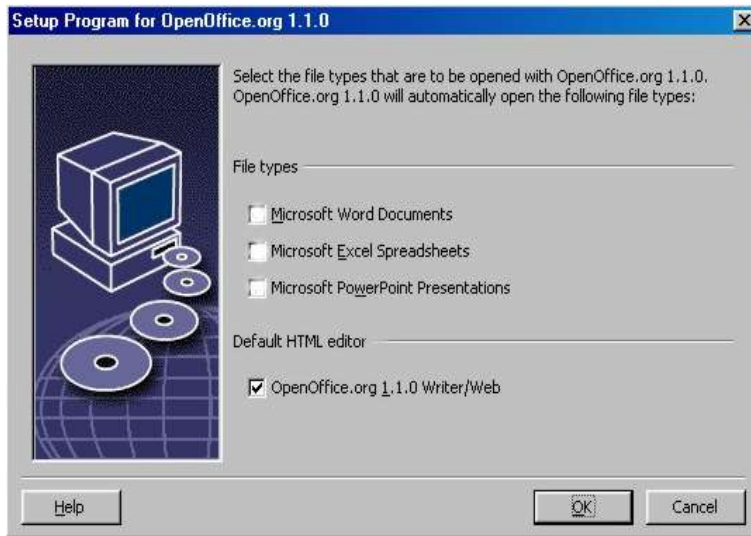 Setup Program for OpenOffice.org 1.1.0
Select the file types that are to be opened with OpenOffice.org 1.1.0.
OpenOffice.org 1.1.0 will automatically open the following file types:
File types
Microsoft Word Documents
Microsoft Excel Spreadsheets
Microsoft PowerPoint Presentations
Default HTML editor
OpenOffice.org 1.1.0 Writer/Web
Help
OK
Cancel